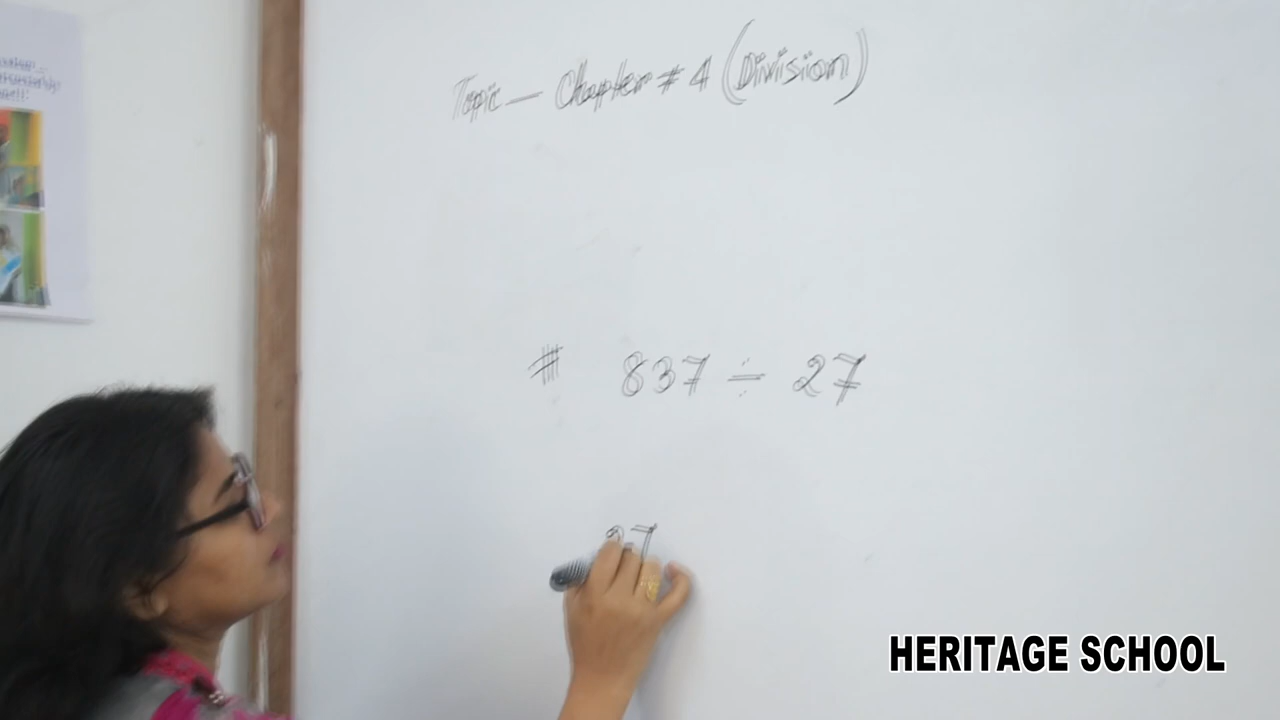 Topic — Chapter # 4 (Division)
# 837 ÷ 27
27
HERITAGE SCHOOL